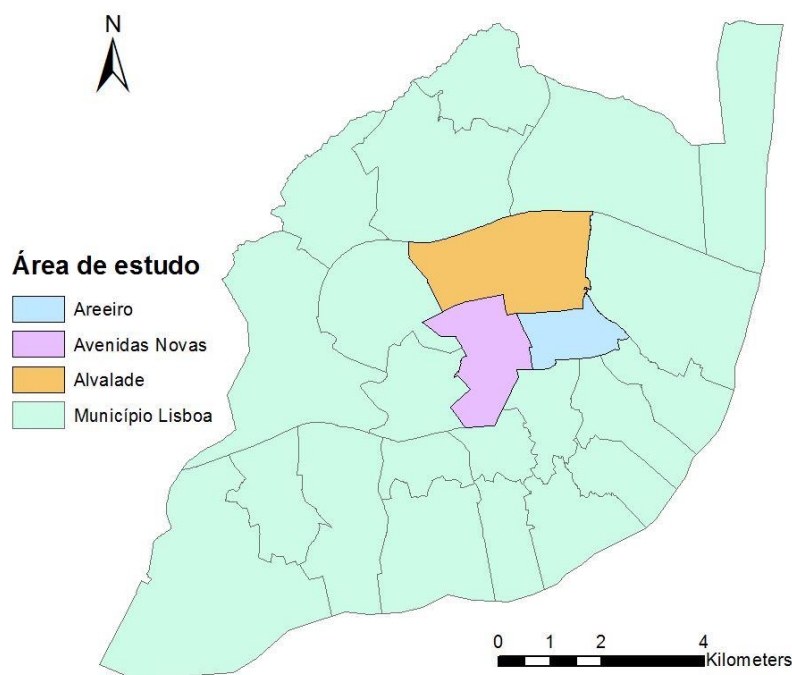 N
Área de estudo
Areeiro
Avenidas Novas
Alvalade
Município Lisboa
0 1 2 4
Kilometers